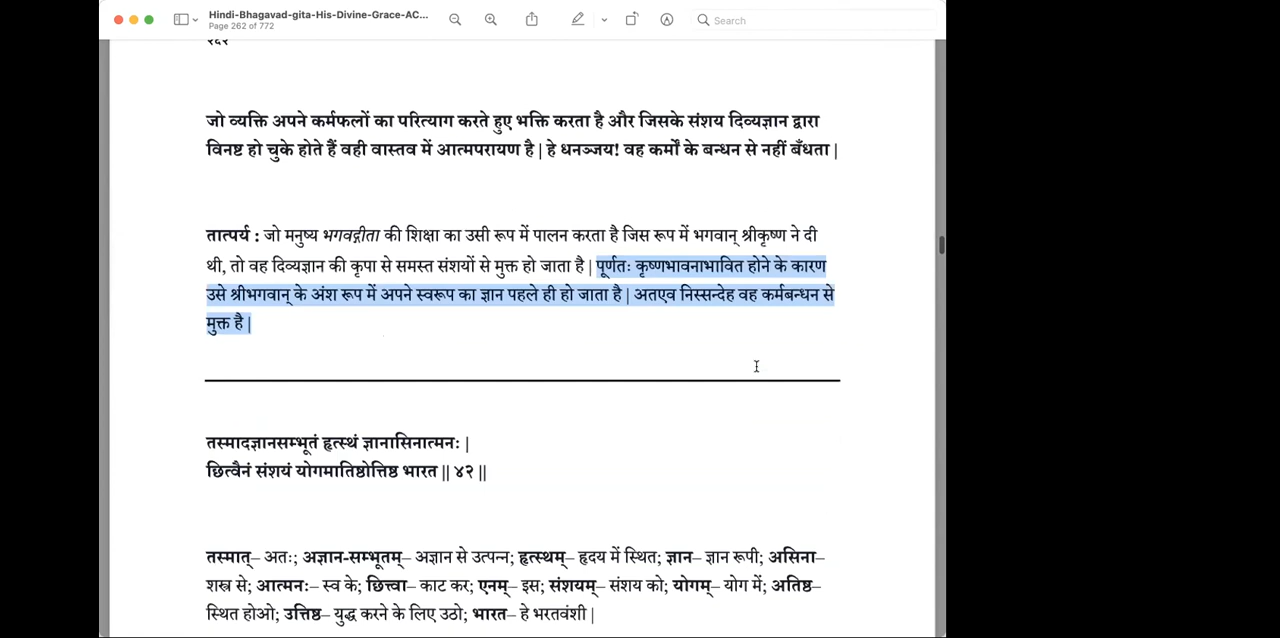 Hindi-Bhagavad-gita-His-Divine-Grace-AC...
Page 262 of 772
Search
२६२
जो व्यक्ति अपने कर्मफलों का परित्याग करते हुए भक्ति करता है और जिसके संशय दिव्यज्ञान द्वारा
विनष्ट हो चुके होते हैं वही वास्तव में आत्मपरायण है | हे धनञ्जय! वह कर्मों के बन्धन से नहीं बँधता |
तात्पर्य : जो मनुष्य भगवद्गीता की शिक्षा का उसी रूप में पालन करता है जिस रूप में भगवान् श्रीकृष्ण ने दी
थी, तो वह दिव्यज्ञान की कृपा से समस्त संशयों से मुक्त हो जाता है | पूर्णतः कृष्णभावनाभावित होने के कारण
उसे श्रीभगवान् के अंश रूप में अपने स्वरूप का ज्ञान पहले ही हो जाता है | अतएव निस्सन्देह वह कर्मबन्धन से
मुक्त है |
तस्मादज्ञानसम्भूतं हृत्स्थं ज्ञानासिनात्मनः |
छित्वैनं संशयं योगमातिष्ठोत्तिष्ठ भारत || ४२ ||
तस्मात्– अतः; अज्ञान-सम्भूतम्– अज्ञान से उत्पन्न; हृत्स्थम्– हृदय में स्थित; ज्ञान– ज्ञान रूपी; असिना–
शस्त्र से; आत्मनः– स्व के; छित्त्वा– काट कर; एनम्– इस; संशयम्– संशय को; योगम्– योग में; अतिष्ठ–
स्थित होओ; उत्तिष्ठ– युद्ध करने के लिए उठो; भारत– हे भरतवंशी |